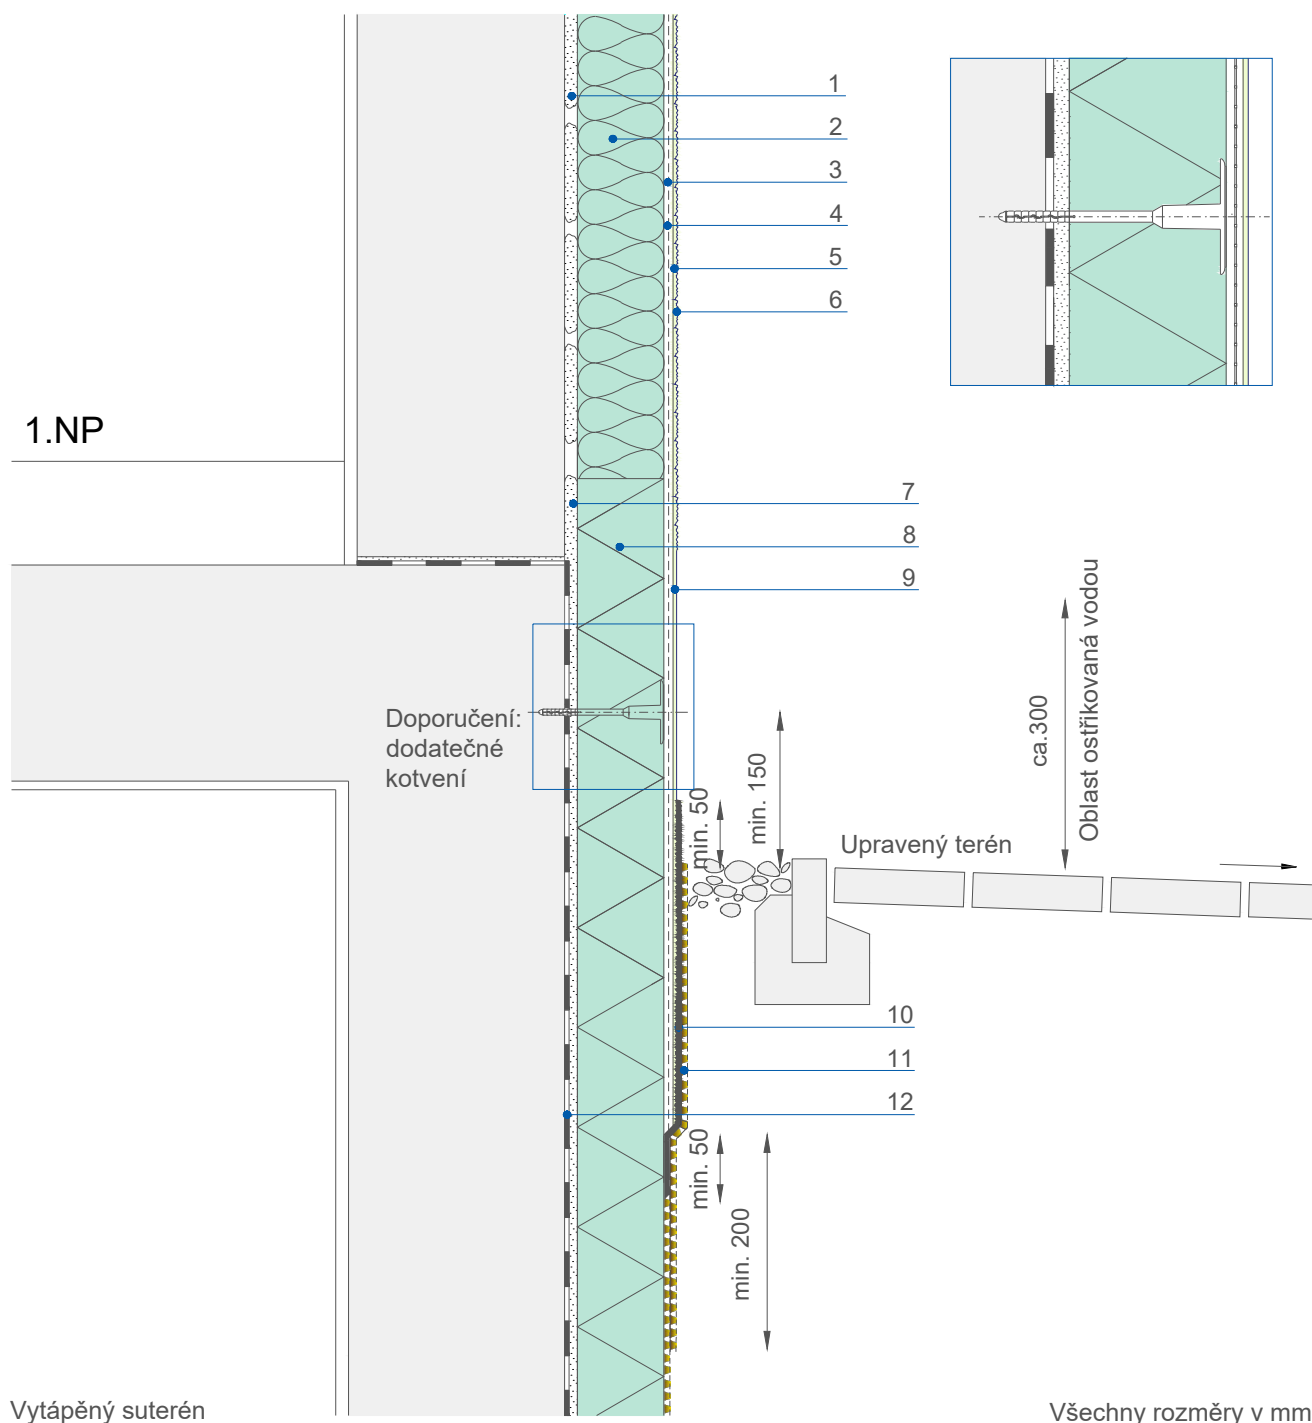 1
2
3
4
5
6
1.NP
7
8
9
Doporučení:
dodatečné
kotvení
min. 50
min. 150
ca.300
Oblast ostřikovaná vodou
Upravený terén
10
11
12
min. 50
min. 200
Vytápěný suterén
Všechny rozměry v mm